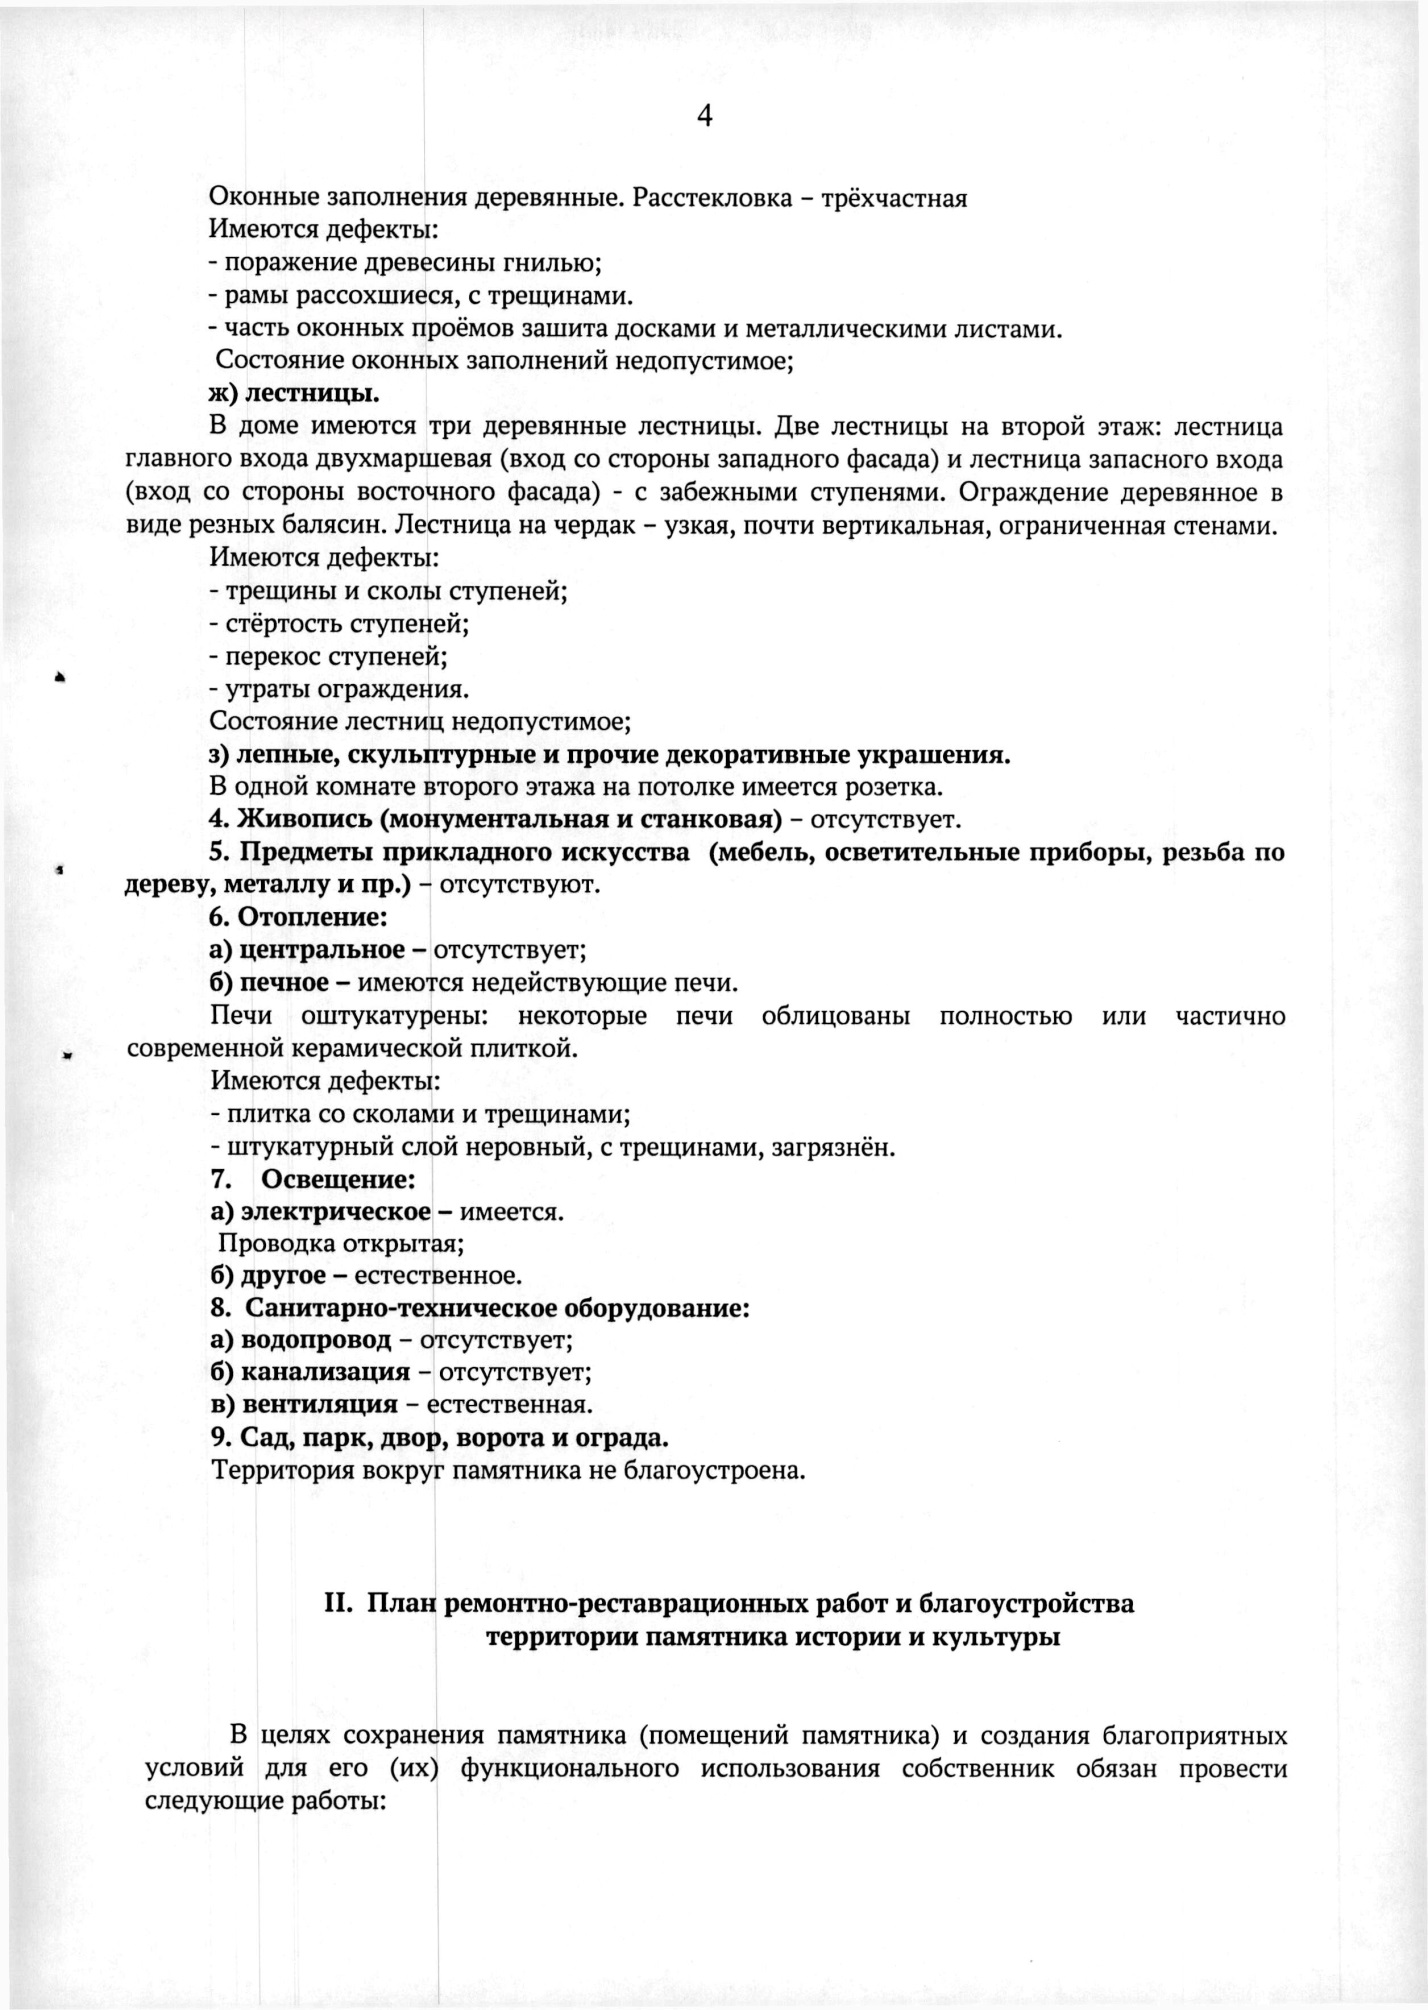 4
Оконные заполнения деревянные. Расстекловка – трёхчастная
Имеются дефекты:
- поражение древесины гнилью;
- рамы рассохшиеся, с трещинами.
- часть оконных проёмов зашита досками и металлическими листами.
Состояние оконных заполнений недопустимое;
ж) лестницы.
В доме имеются три деревянные лестницы. Две лестницы на второй этаж: лестница
главного входа двухмаршевая (вход со стороны западного фасада) и лестница запасного входа
(вход со стороны восточного фасада) - с забежными ступенями. Ограждение деревянное в
виде резных балясин. Лестница на чердак – узкая, почти вертикальная, ограниченная стенами.
Имеются дефекты:
- трещины и сколы ступеней;
- стёртость ступеней;
- перекос ступеней;
- утраты ограждения.
Состояние лестниц недопустимое;
з) лепные, скульптурные и прочие декоративные украшения.
В одной комнате второго этажа на потолке имеется розетка.
4. Живопись (монументальная и станковая) – отсутствует.
5. Предметы прикладного искусства (мебель, осветительные приборы, резьба по
дереву, металлу и пр.) – отсутствуют.
6. Отопление:
а) центральное – отсутствует;
б) печное – имеются недействующие печи.
Печи оштукатурены: некоторые печи облицованы полностью или частично
современной керамической плиткой.
Имеются дефекты:
- плитка со сколами и трещинами;
- штукатурный слой неровный, с трещинами, загрязнён.
7. Освещение:
а) электрическое – имеется.
Проводка открытая;
б) другое – естественное.
8. Санитарно-техническое оборудование:
а) водопровод – отсутствует;
б) канализация – отсутствует;
в) вентиляция – естественная.
9. Сад, парк, двор, ворота и ограда.
Территория вокруг памятника не благоустроена.
II. План ремонтно-реставрационных работ и благоустройства
территории памятника истории и культуры
В целях сохранения памятника (помещений памятника) и создания благоприятных
условий для его (их) функционального использования собственник обязан провести
следующие работы: